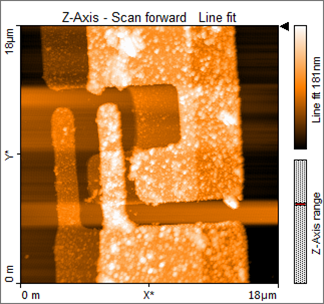 Z-Axis - Scan forward Line fit
18µm
Y*
0 m
0 m
X*
18µm
Line fit 181nm
Z-Axis range